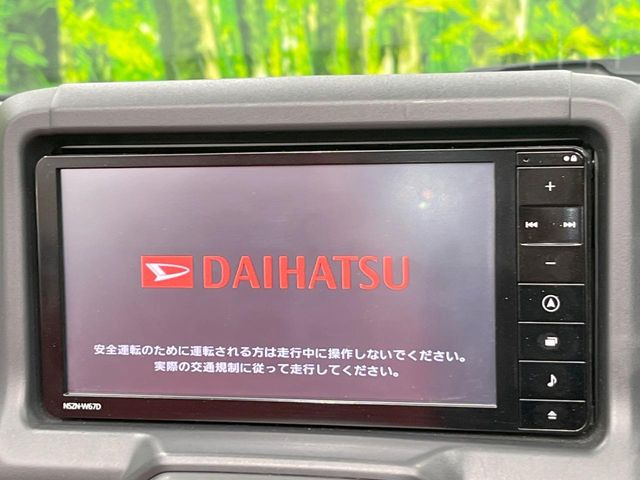 DAIHATSU
安全運転のために運転される方は走行中に操作しないでください。
実際の交通規制に従って走行してください。
NSZN-W67D